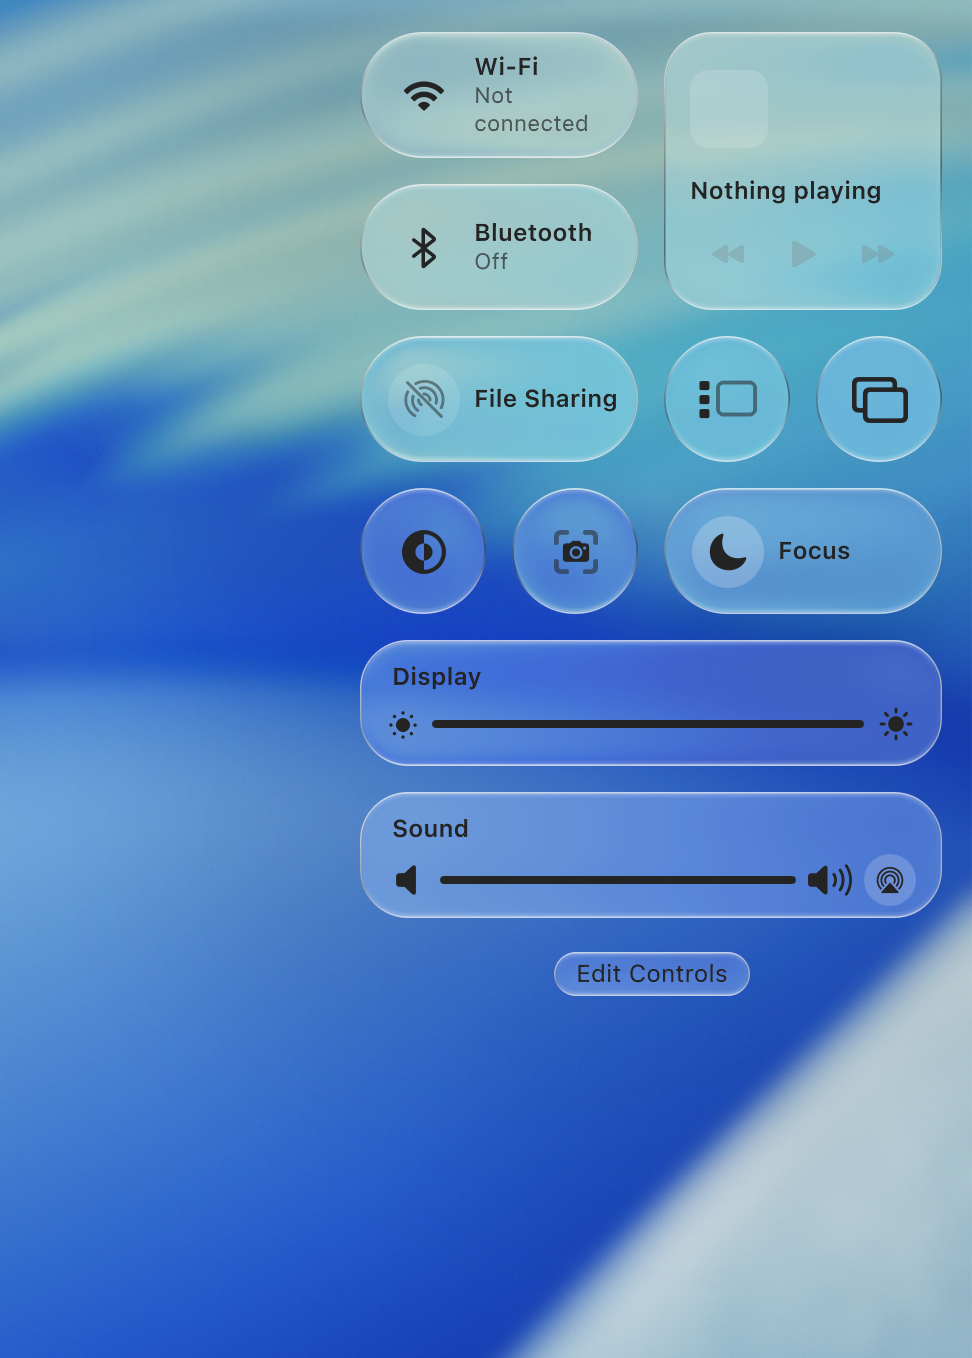 Wi-Fi
Not
connected
Nothing playing
Bluetooth
Off
File Sharing
Focus
Display
Sound
Edit Controls